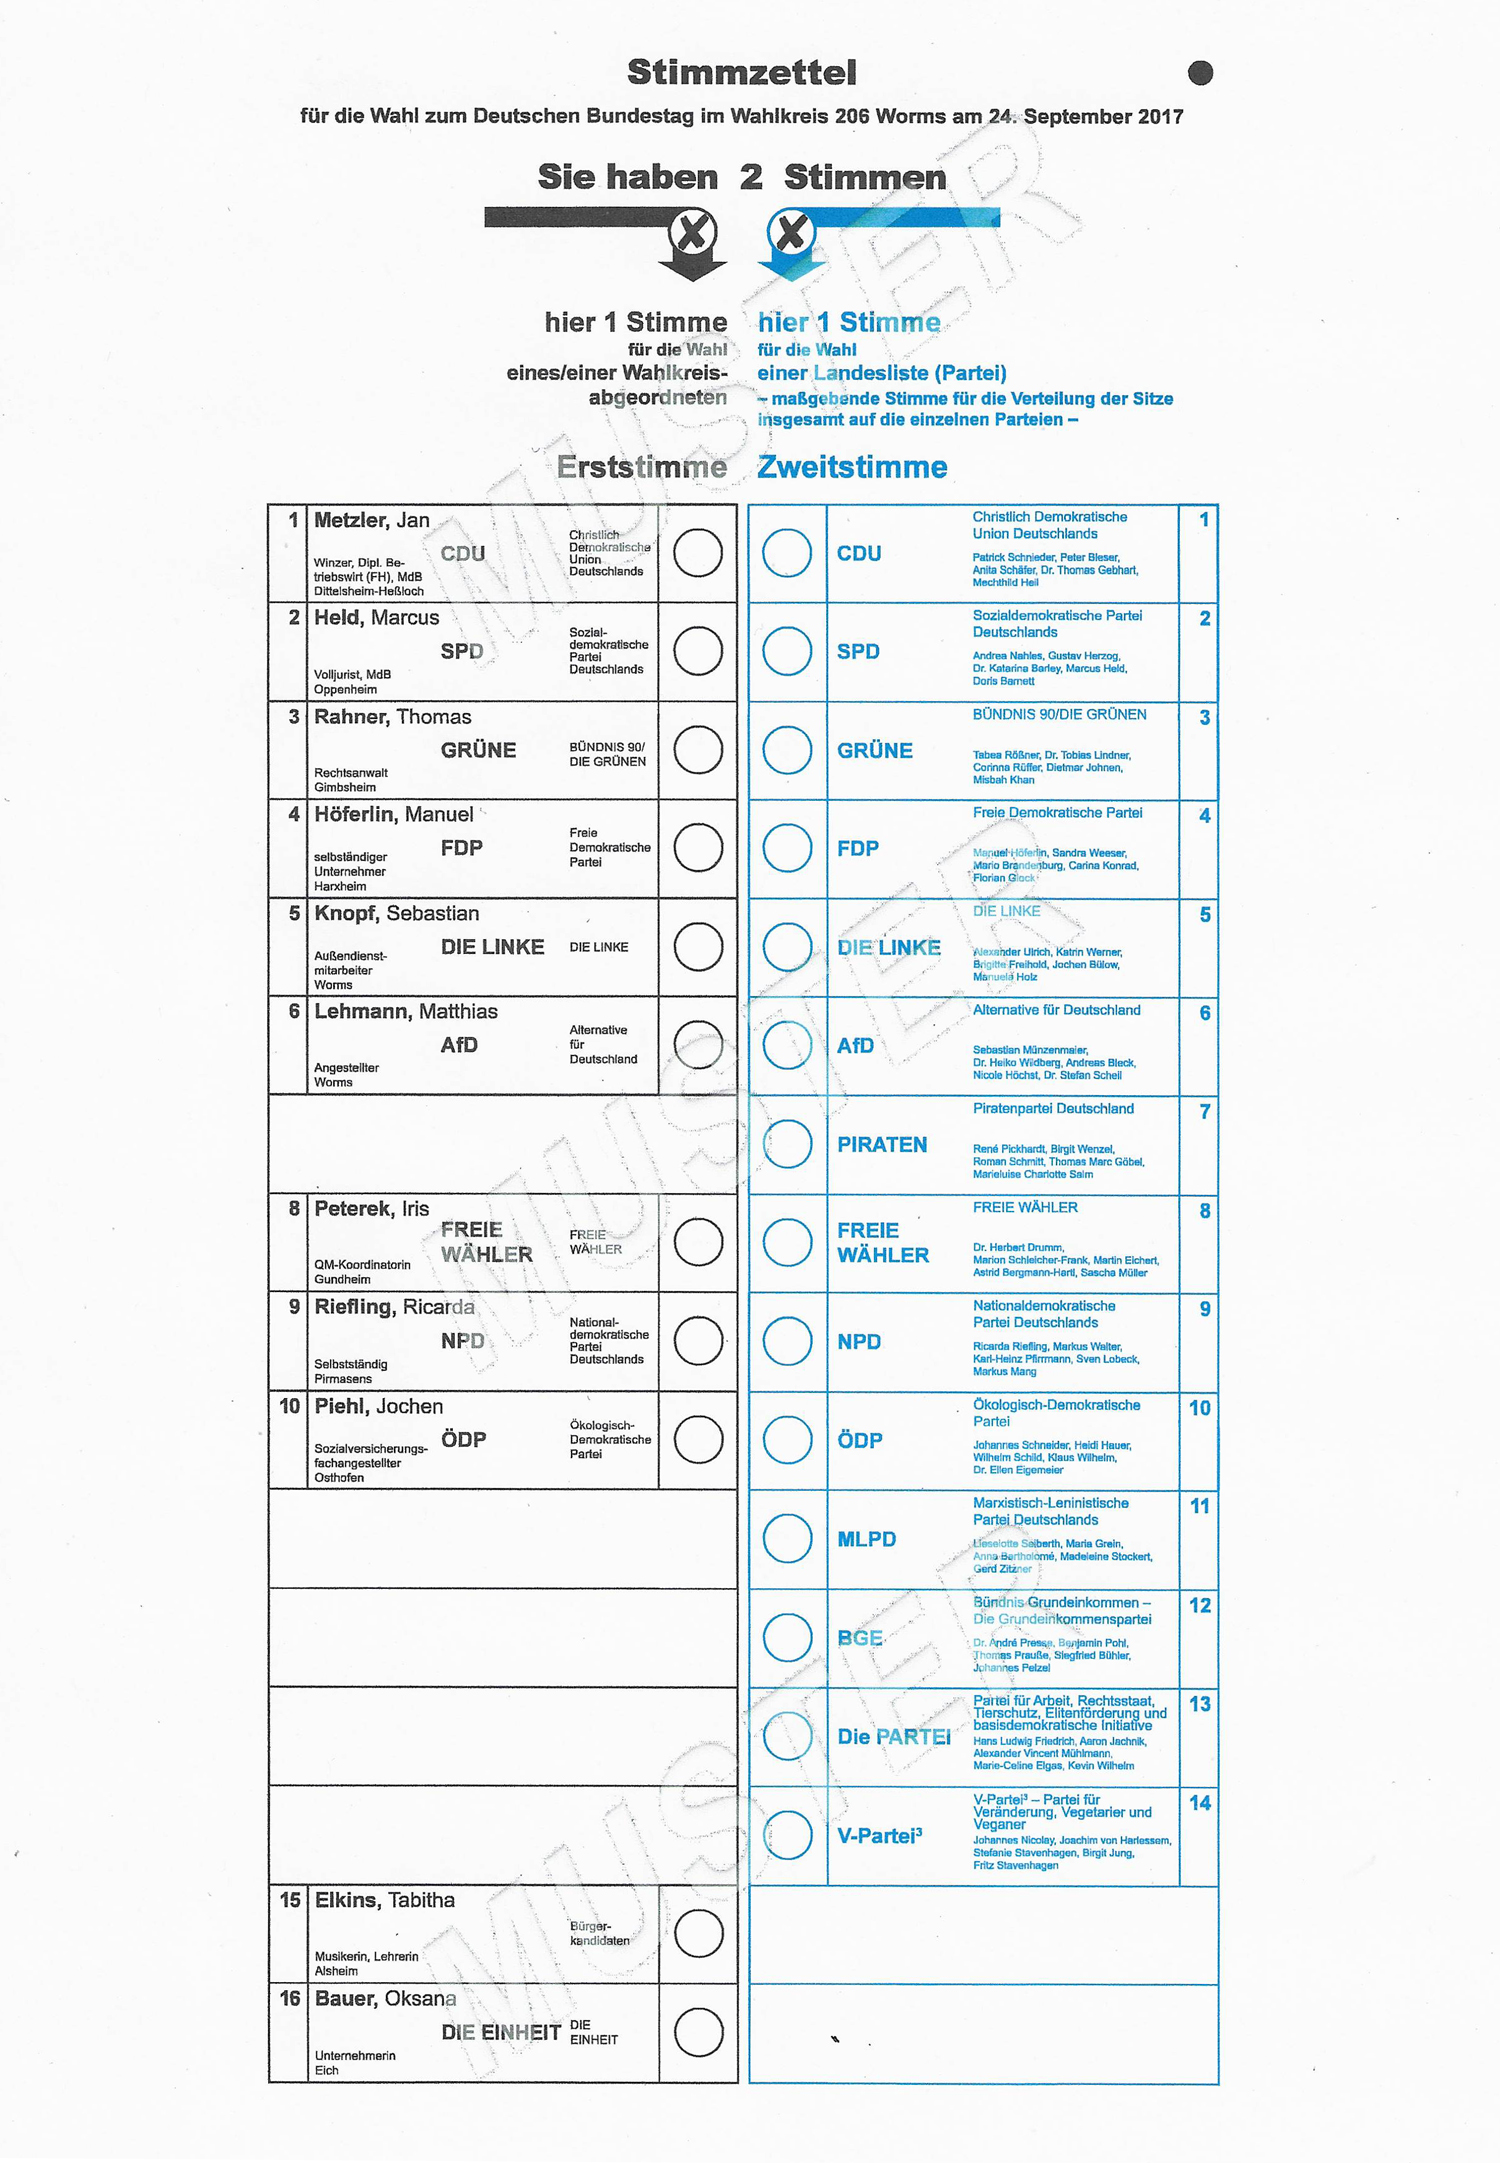 Stimmzettel
für die Wahl zum Deutschen Bundestag im Wahlkreis 206 Worms am 24. September 2017
Sie haben 2 Stimmen
hier 1 Stimme
für die Wahl
eines/einer Wahlkreis-
abgeordneten
hier 1 Stimme
für die Wahl
einer Landesliste (Partei)
– maßgebende Stimme für die Verteilung der Sitze
insgesamt auf die einzelnen Parteien –
Erststimme
Zweitstimme
1 Metzler, Jan
CDU
Winzer, Dipl. Be-
triebswirt (FH), MdB
Dittelsheim-Heßloch
Christlich
Demokratische
Union
Deutschlands
CDU
Christlich Demokratische
Union Deutschlands
Patrick Schnieder, Peter Bleser,
Anita Schäfer, Dr. Thomas Gebhart,
Mechthild Heil
1
2 Held, Marcus
SPD
Volljurist, MdB
Oppenheim
Sozial-
demokratische
Partei
Deutschlands
SPD
Sozialdemokratische Partei
Deutschlands
Andrea Nahles, Gustav Herzog,
Dr. Katarina Barley, Marcus Held,
Doris Barnett
2
3 Rahner, Thomas
GRÜNE
Rechtsanwalt
Gimbsheim
BÜNDNIS 90/
DIE GRÜNEN
GRÜNE
BÜNDNIS 90/DIE GRÜNEN
Tabea Rößner, Dr. Tobias Lindner,
Corinna Rüffer, Dietmar Johnen,
Misbah Khan
3
4 Höferlin, Manuel
FDP
selbständiger
Unternehmer
Harxheim
Freie
Demokratische
Partei
FDP
Freie Demokratische Partei
Manuel Höferlin, Sandra Weeser,
Mario Brandenburg, Carina Konrad,
Florian Glock
4
5 Knopf, Sebastian
DIE LINKE
Außendienst-
mitarbeiter
Worms
DIE LINKE
DIE LINKE
DIE LINKE
Alexander Ulrich, Katrin Werner,
Brigitte Freihold, Jochen Bülow,
Manuela Holz
5
6 Lehmann, Matthias
AfD
Angestellter
Worms
Alternative
für
Deutschland
AfD
Alternative für Deutschland
Sebastian Münzenmaier,
Dr. Heiko Wildberg, Andreas Bleck,
Nicole Höchst, Dr. Stefan Scheil
6
PIRATEN
Piratenpartei Deutschland
René Pickhardt, Birgit Wenzel,
Roman Schmitt, Thomas Marc Göbel,
Marieluise Charlotte Salm
7
8 Peterek, Iris
FREIE
WÄHLER
QM-Koordinatorin
Gundheim
FREIE
WÄHLER
FREIE
WÄHLER
FREIE WÄHLER
Dr. Herbert Drumm,
Marion Schleicher-Frank, Martin Eichert,
Astrid Bergmann-Hartl, Sascha Müller
8
9 Riefling, Ricarda
NPD
Selbstständig
Pirmasens
National-
demokratische
Partei
Deutschlands
NPD
Nationaldemokratische
Partei Deutschlands
Ricarda Riefling, Markus Walter,
Karl-Heinz Pfirrmann, Sven Lobeck,
Markus Mang
9
10 Piehl, Jochen
ÖDP
Sozialversicherungs-
fachangestellter
Osthofen
Ökologisch-
Demokratische
Partei
ÖDP
Ökologisch-Demokratische
Partei
Johannes Schneider, Heidi Hauer,
Wilhelm Schild, Klaus Wilhelm,
Dr. Ellen Eigemeier
10
MLPD
Marxistisch-Leninistische
Partei Deutschlands
Lieselotte Seiberth, Maria Grein,
Anna Bartholomé, Madeleine Stockert,
Gerd Zitzner
11
BGE
Bündnis Grundeinkommen –
Die Grundeinkommenspartei
Dr. André Presse, Benjamin Pohl,
Thomas Prauße, Siegfried Bühler,
Johannes Pelzel
12
Die PARTEI
Partei für Arbeit, Rechtsstaat,
Tierschutz, Elitenförderung und
basisdemokratische Initiative
Hans Ludwig Friedrich, Aaron Jachnik,
Alexander Vincent Mühlmann,
Marie-Celine Elgas, Kevin Wilhelm
13
V-Partei³
V-Partei³ – Partei für
Veränderung, Vegetarier und
Veganer
Johannes Nicolay, Joachim von Harlessem,
Stefanie Stavenhagen, Birgit Jung,
Fritz Stavenhagen
14
15 Elkins, Tabitha
Musikerin, Lehrerin
Alsheim
Bürger-
kandidaten
16 Bauer, Oksana
DIE EINHEIT
Unternehmerin
Eich
DIE
EINHEIT
MUSTER
MUSTER
MUSTER